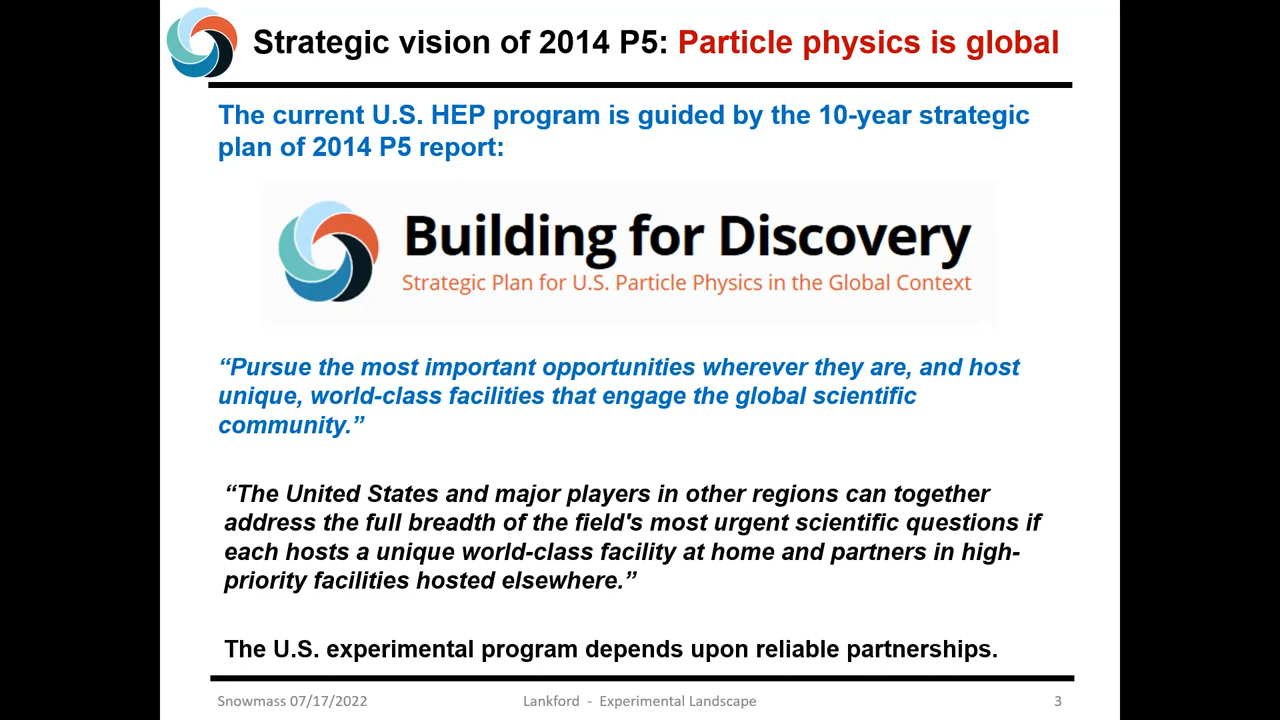 Strategic vision of 2014 P5: Particle physics is global
The current U.S. HEP program is guided by the 10-year strategic
plan of 2014 P5 report:
Building for Discovery
Strategic Plan for U.S. Particle Physics in the Global Context
“Pursue the most important opportunities wherever they are, and host
unique, world-class facilities that engage the global scientific
community.”
“The United States and major players in other regions can together
address the full breadth of the field's most urgent scientific questions if
each hosts a unique world-class facility at home and partners in high-
priority facilities hosted elsewhere.”
The U.S. experimental program depends upon reliable partnerships.
Snowmass 07/17/2022 Lankford - Experimental Landscape 3